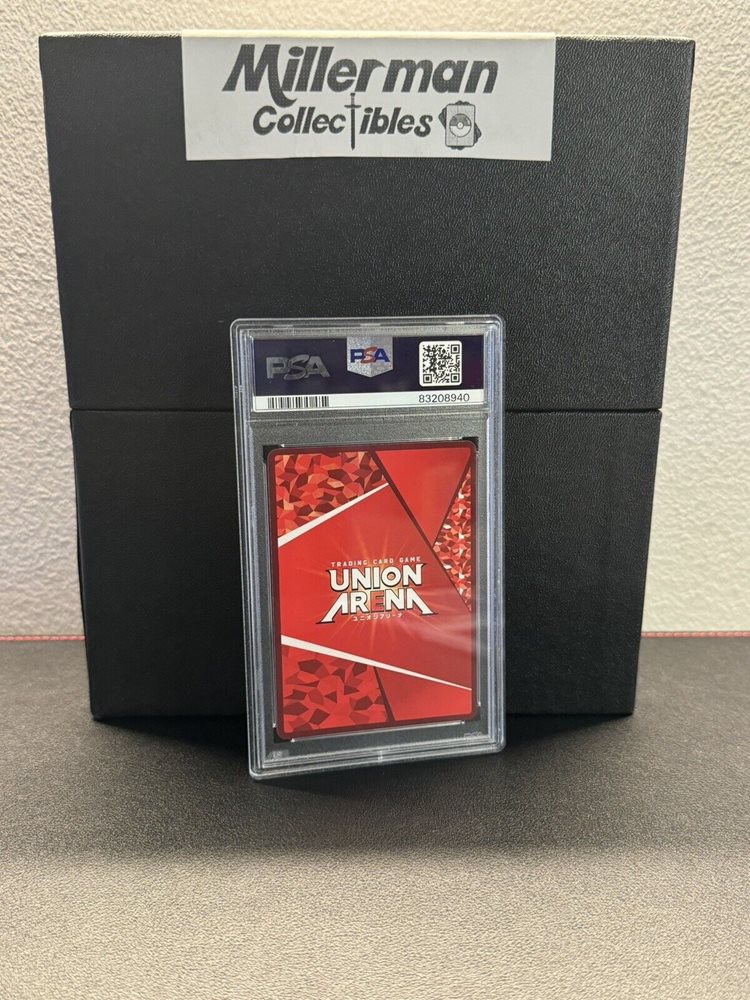 Millerman
Collectibles
PSA
PSA
83208940
TRADING CARD GAME
UNION
ARENA
ユニオンアリーナ